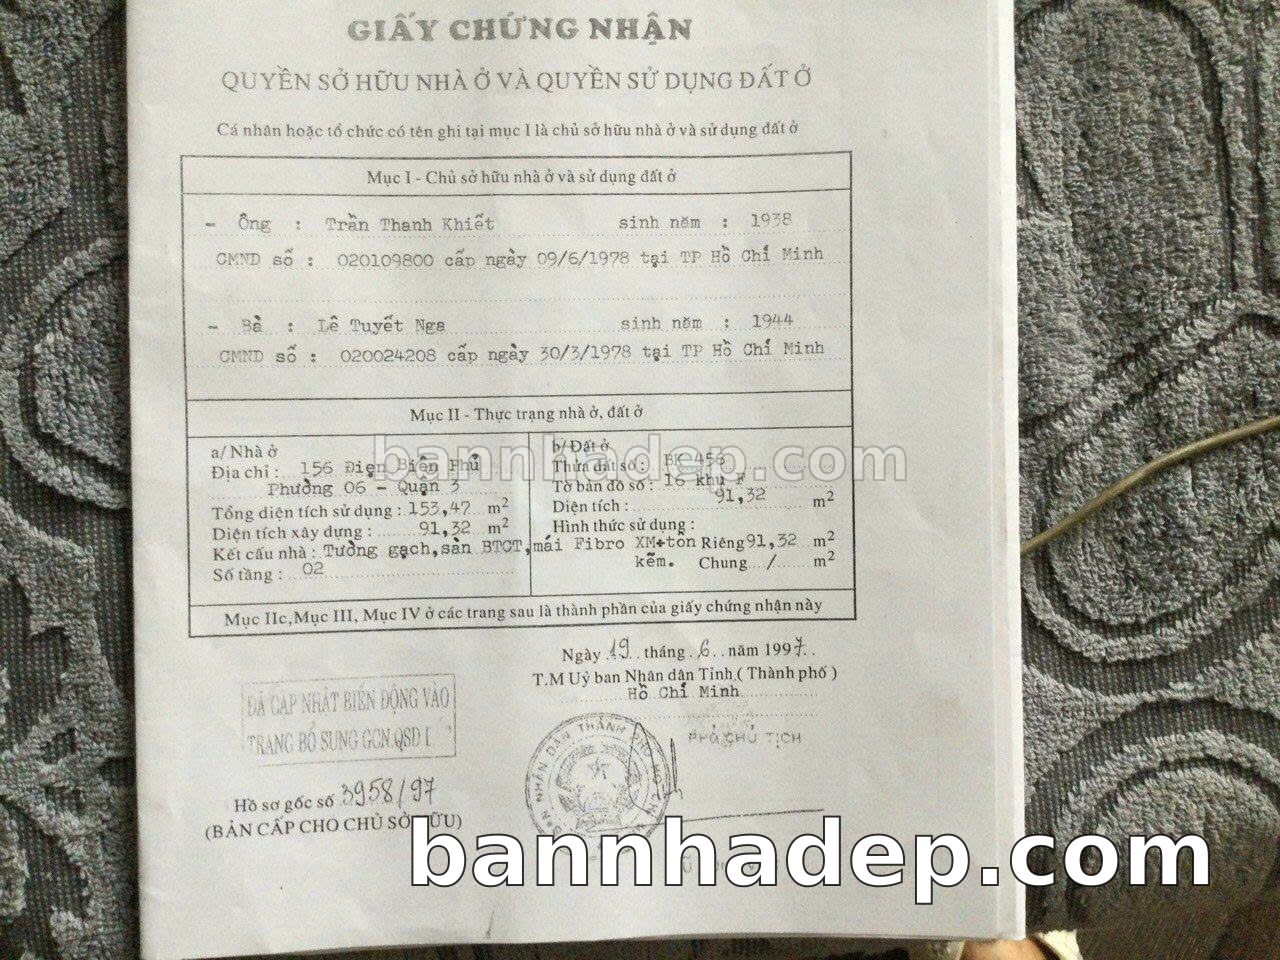 GIẤY CHỨNG NHẬN
QUYỀN SỞ HỮU NHÀ Ở VÀ QUYỀN SỬ DỤNG ĐẤT Ở
Cá nhân hoặc tổ chức có tên ghi tại mục I là chủ sở hữu nhà ở và sử dụng đất ở
Mục I - Chủ sở hữu nhà ở và sử dụng đất ở
- Ông : Trần Thanh Khiết sinh năm : 1938
CMND số : 020109800 cấp ngày 09/6/1978 tại TP Hồ Chí Minh
- Bà : Lê Tuyết Nga sinh năm : 1944
CMND số : 020024208 cấp ngày 30/3/1978 tại TP Hồ Chí Minh
Mục II - Thực trạng nhà ở, đất ở
a/ Nhà ở
Địa chỉ : 156 Điện Biên Phủ
Phường 06 - Quận 3
Tổng diện tích sử dụng : 153,47 m2
Diện tích xây dựng : 91,32 m2
Kết cấu nhà : Tường gạch, sàn BTCT, mái Fibro XM+tôn kẽm.
Số tầng : 02
b/ Đất ở
Thửa đất số : BK 456
Tờ bản đồ số : 16 khu F
Diện tích : 91,32 m2
Hình thức sử dụng :
Riêng 91,32 m2
Chung / m2
bannhadep.com
Mục IIc, Mục III, Mục IV ở các trang sau là thành phần của giấy chứng nhận này
Ngày 19 tháng 6 năm 1997
T.M Uỷ ban Nhân dân Tỉnh ( Thành phố )
Hồ Chí Minh
PHÓ CHỦ TỊCH
ĐÃ CẬP NHẬT BIẾN ĐỘNG VÀO
TRANG BỔ SUNG GCN QSD
Hồ sơ gốc số 3958/97
(BẢN CẤP CHO CHỦ SỞ HỮU)
bannhadep.com